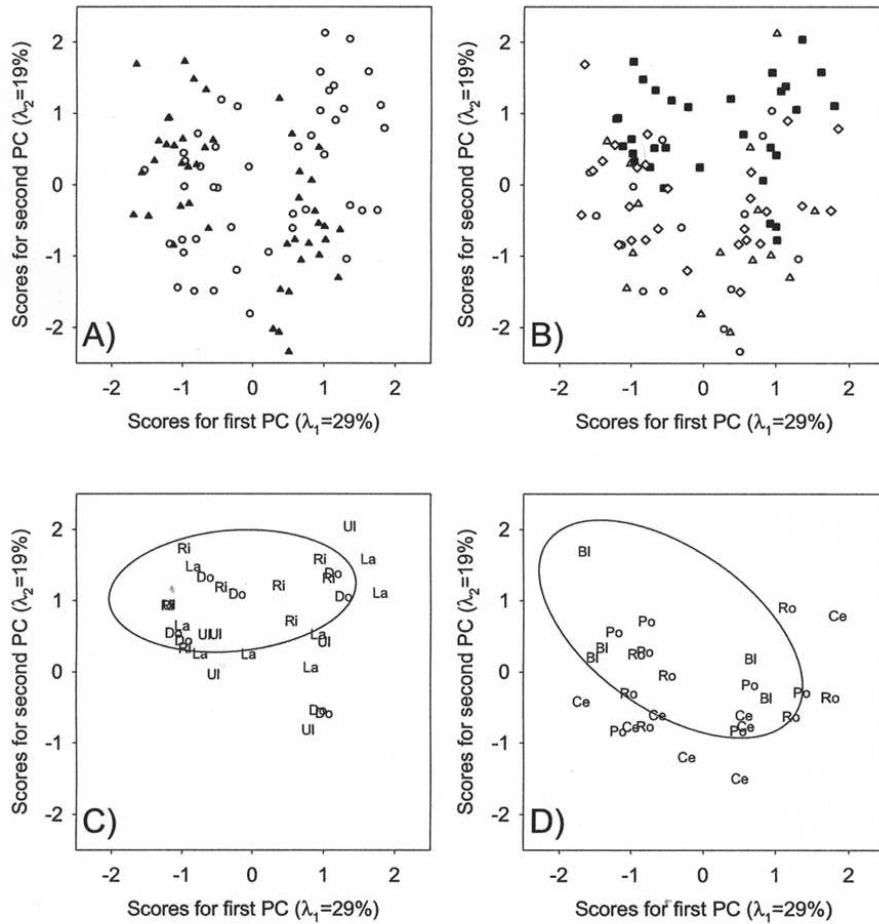 Scores for second PC (λ₂=19%)
2
1
0
-1
-2
A)
-2 -1 0 1 2
Scores for first PC (λ₁=29%)
Scores for second PC (λ₂=19%)
2
1
0
-1
-2
B)
-2 -1 0 1 2
Scores for first PC (λ₁=29%)
Scores for second PC (λ₂=19%)
2
1
0
-1
-2
Ul
Ri
Ri La
La
Do Do Ri
Ri Ri
Do Do La
Ri
La Ri
Do Ul Ul La
Do Ul
Ri La La
La
Ul
Do Do
Ul
C)
-2 -1 0 1 2
Scores for first PC (λ₁=29%)
Scores for second PC (λ₂=19%)
2
1
0
-1
-2
Bl
Ro
Po Ce
Po
Bl
Bl Ro Po Bl
Ro Po
Ro Po
Ce Bl Ro
Ce Ce Ro
Po Ce Ro Po Ce
Ce
Ce
D)
-2 -1 0 1 2
Scores for first PC (λ₁=29%)